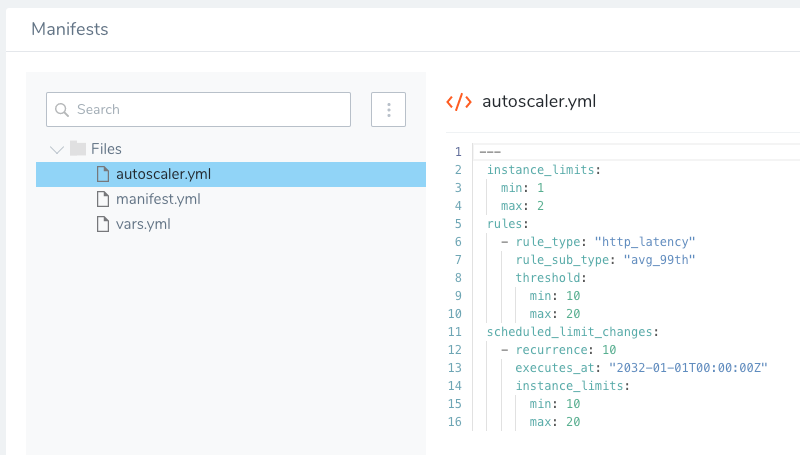 Manifests
Search
Files
autoscaler.yml
manifest.yml
vars.yml
</> autoscaler.yml
1 ---
2 instance_limits:
3 min: 1
4 max: 2
5 rules:
6 - rule_type: "http_latency"
7 rule_sub_type: "avg_99th"
8 threshold:
9 min: 10
10 max: 20
11 scheduled_limit_changes:
12 - recurrence: 10
13 executes_at: "2032-01-01T00:00:00Z"
14 instance_limits:
15 min: 10
16 max: 20